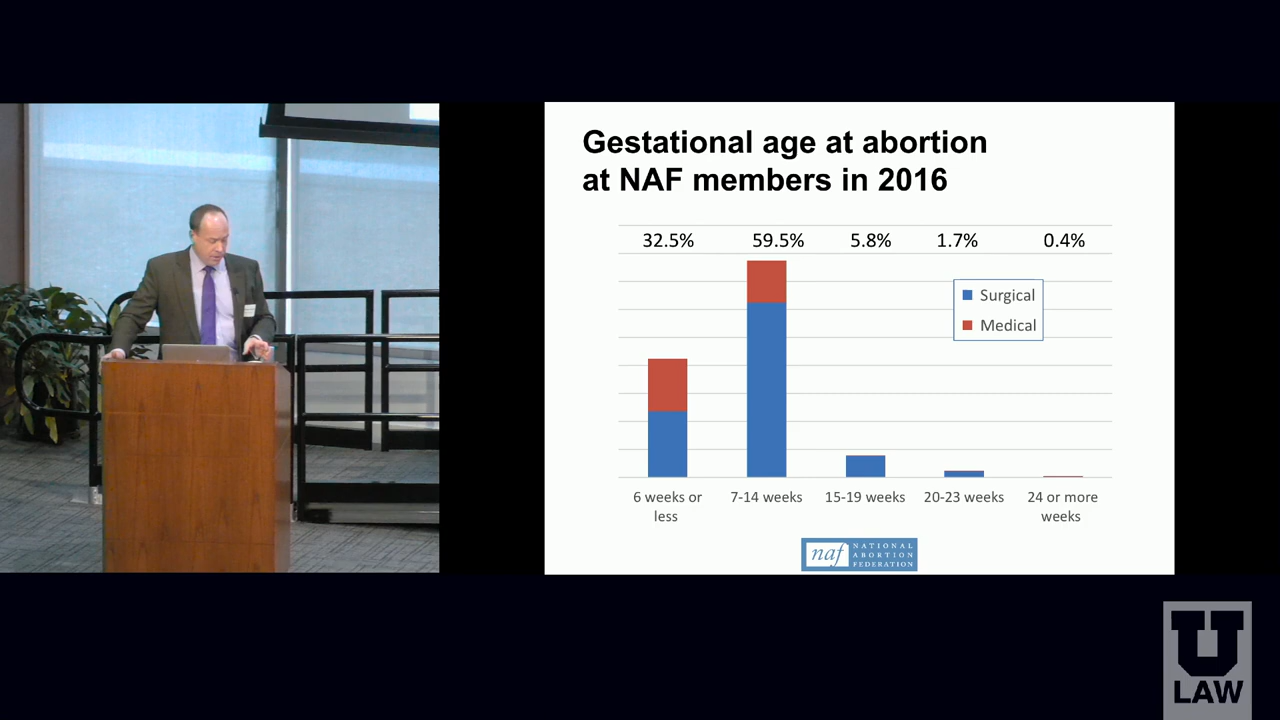 Gestational age at abortion
at NAF members in 2016
32.5% 59.5% 5.8% 1.7% 0.4%
Surgical
Medical
6 weeks or less
7-14 weeks
15-19 weeks
20-23 weeks
24 or more weeks
naf
NATIONAL
ABORTION
FEDERATION
U
LAW